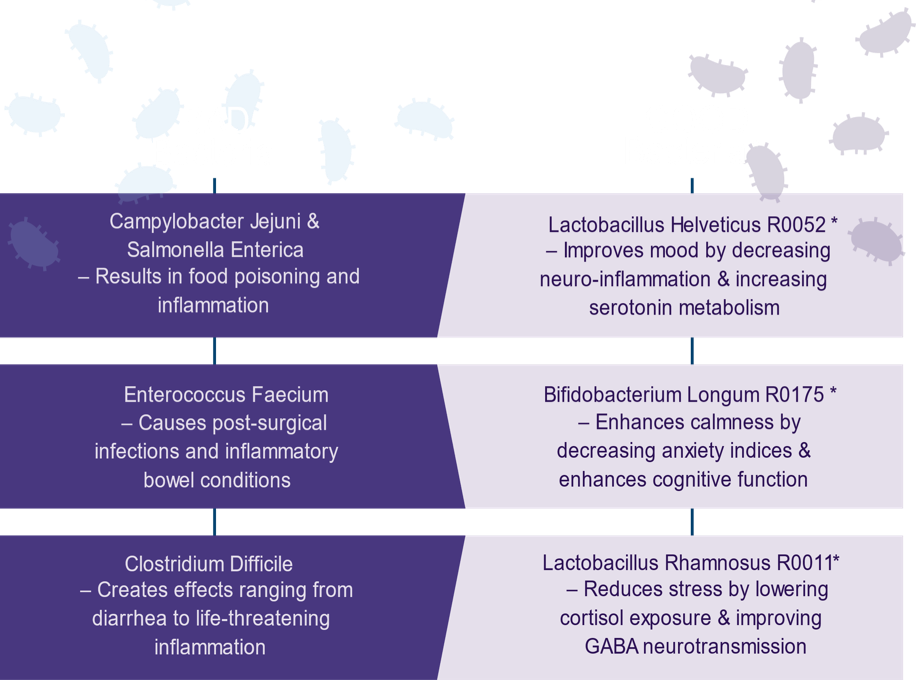 Campylobacter Jejuni &
Salmonella Enterica
– Results in food poisoning and
inflammation
Lactobacillus Helveticus R0052 *
– Improves mood by decreasing
neuro-inflammation & increasing
serotonin metabolism
Enterococcus Faecium
– Causes post-surgical
infections and inflammatory
bowel conditions
Bifidobacterium Longum R0175 *
– Enhances calmness by
decreasing anxiety indices &
enhances cognitive function
Clostridium Difficile
– Creates effects ranging from
diarrhea to life-threatening
inflammation
Lactobacillus Rhamnosus R0011*
– Reduces stress by lowering
cortisol exposure & improving
GABA neurotransmission